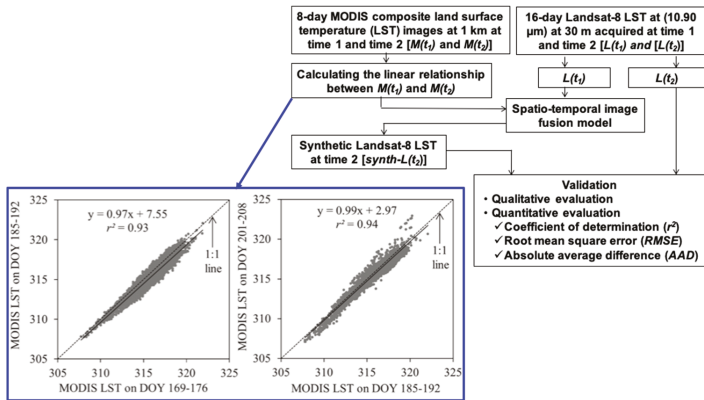 8-day MODIS composite land surface
temperature (LST) images at 1 km at
time 1 and time 2 [M(t₁) and M(t₂)]
16-day Landsat-8 LST at (10.90
µm) at 30 m acquired at time 1
and time 2 [L(t₁) and [L(t₂)]
Calculating the linear relationship
between M(t₁) and M(t₂)
L(t₁)
L(t₂)
Spatio-temporal image
fusion model
Synthetic Landsat-8 LST
at time 2 [synth-L(t₂)]
Validation
• Qualitative evaluation
• Quantitative evaluation
✓Coefficient of determination (r²)
✓Root mean square error (RMSE)
✓Absolute average difference (AAD)
MODIS LST on DOY 185-192
325
320
315
310
305
y = 0.97x + 7.55
r² = 0.93
1:1
line
305 310 315 320 325
MODIS LST on DOY 169-176
MODIS LST on DOY 201-208
325
320
315
310
305
y = 0.99x + 2.97
r² = 0.94
1:1
line
305 310 315 320 325
MODIS LST on DOY 185-192